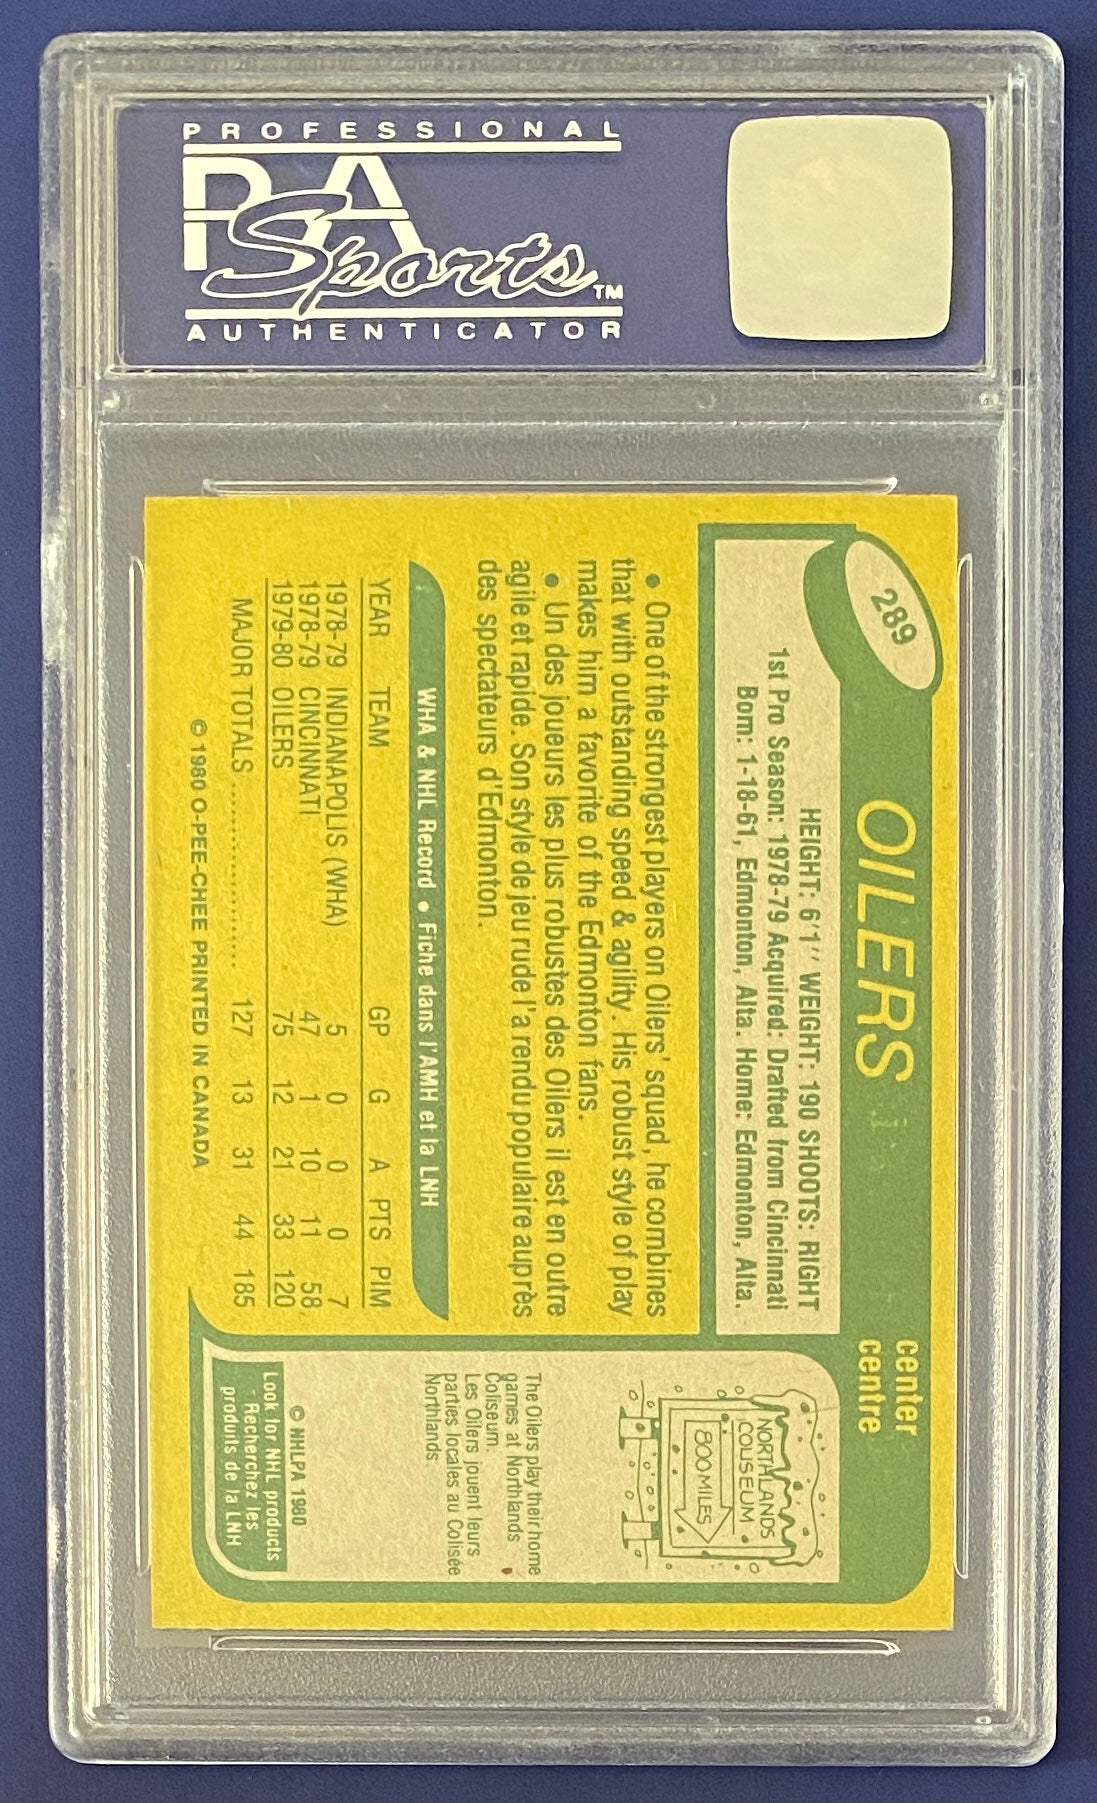 PROFESSIONAL
PSA
Sports™
AUTHENTICATOR
289
OILERS
center
centre
HEIGHT: 6'1'' WEIGHT: 190 SHOOTS: RIGHT
1st Pro Season: 1978-79 Acquired: Drafted from Cincinnati
Born: 1-18-61, Edmonton, Alta. Home: Edmonton, Alta.
• One of the strongest players on Oilers' squad, he combines
that with outstanding speed & agility. His robust style of play
makes him a favorite of the Edmonton fans.
• Un des joueurs les plus robustes des Oilers il est en outre
agile et rapide. Son style de jeu rude l'a rendu populaire auprès
des spectateurs d'Edmonton.
WHA & NHL Record • Fiche dans l'AMH et la LNH
YEAR TEAM GP G A PTS PIM
1978-79 INDIANAPOLIS (WHA) 5 0 0 0 7
1978-79 CINCINNATI 47 1 10 11 58
1979-80 OILERS 75 12 21 33 120
MAJOR TOTALS .................... 127 13 31 44 185
© 1980 O-PEE-CHEE PRINTED IN CANADA
NORTHLANDS
COLISEUM
800 MILES
The Oilers play their home
games at Northlands
Coliseum.
Les Oilers jouent leurs
parties locales au Colisée
Northlands
© NHLPA 1980
Look for NHL products
Recherchez les
produits de la LNH